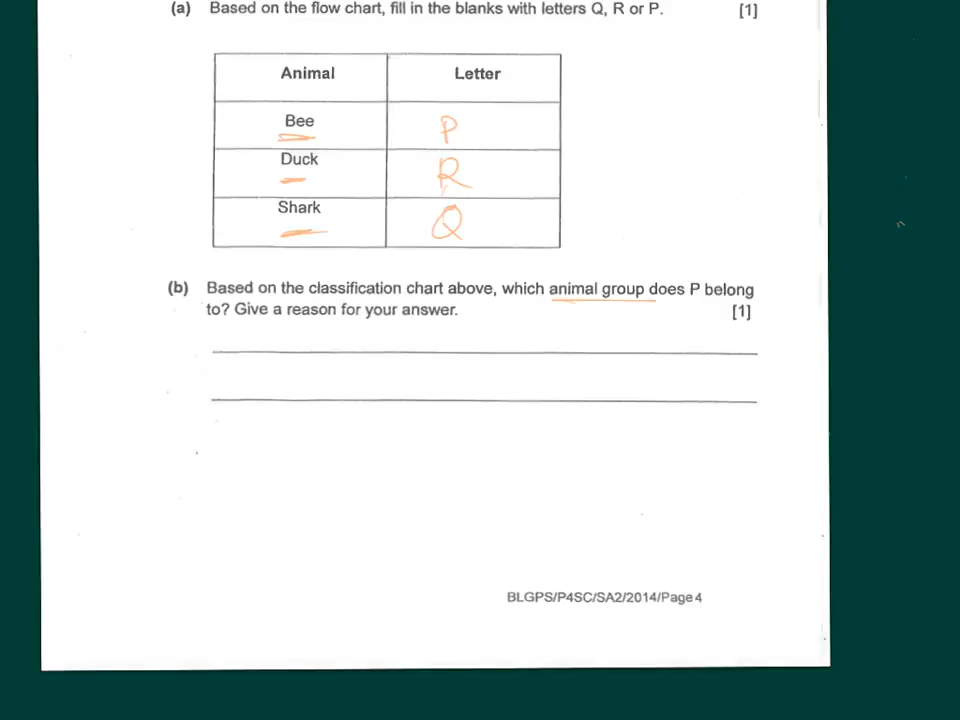 (a) Based on the flow chart, fill in the blanks with letters Q, R or P. [1]
Animal Letter
Bee P
Duck R
Shark Q
(b) Based on the classification chart above, which animal group does P belong
to? Give a reason for your answer. [1]
BLGPS/P4SC/SA2/2014/Page 4